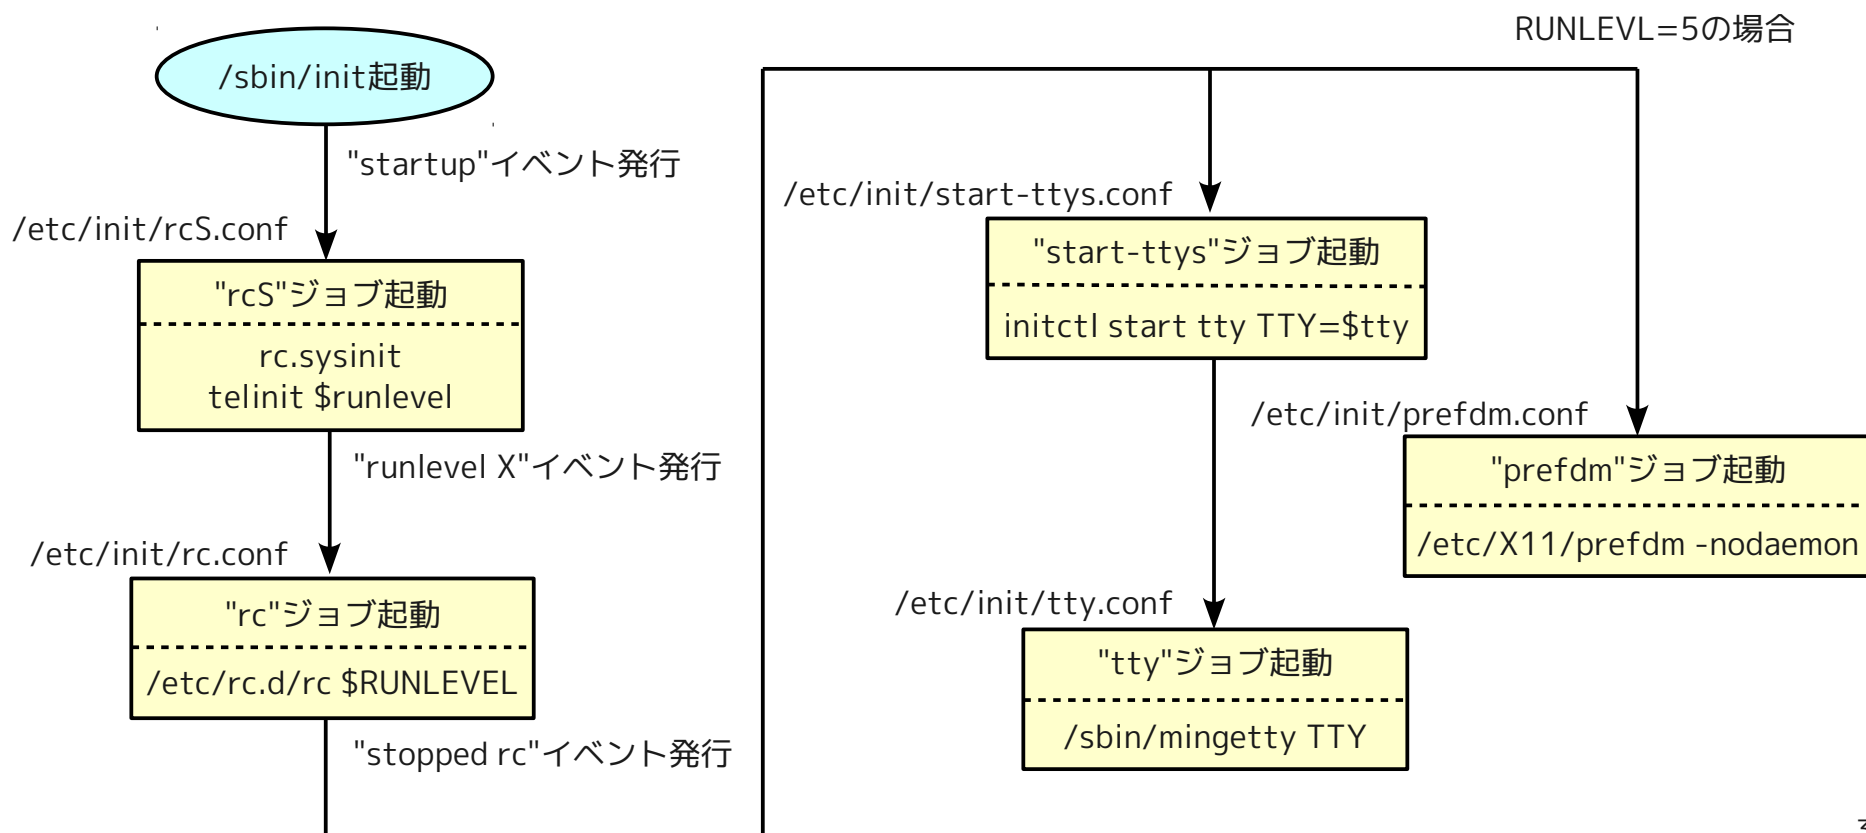 RUNLEVL=5の場合
/sbin/init起動
"startup"イベント発行
/etc/init/rcS.conf
"rcS"ジョブ起動
rc.sysinit
telinit $runlevel
"runlevel X"イベント発行
/etc/init/rc.conf
"rc"ジョブ起動
/etc/rc.d/rc $RUNLEVEL
"stopped rc"イベント発行
/etc/init/start-ttys.conf
"start-ttys"ジョブ起動
initctl start tty TTY=$tty
/etc/init/prefdm.conf
"prefdm"ジョブ起動
/etc/X11/prefdm -nodaemon
/etc/init/tty.conf
"tty"ジョブ起動
/sbin/mingetty TTY